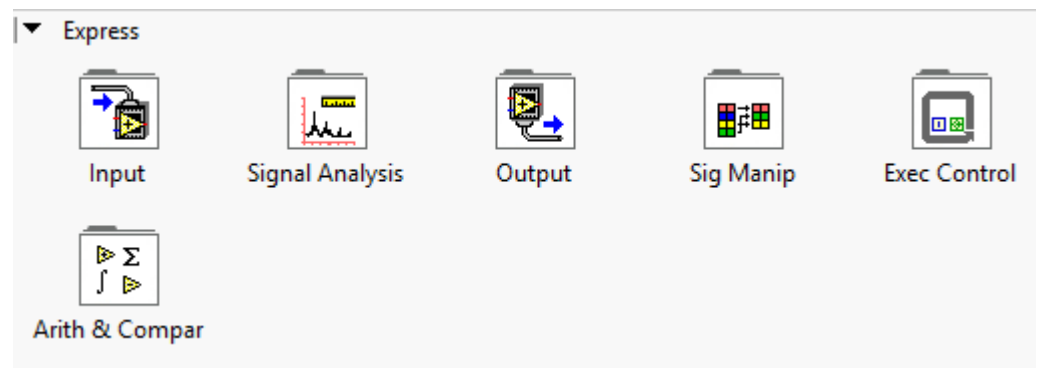 Express
Input Signal Analysis Output Sig Manip Exec Control
Arith & Compar